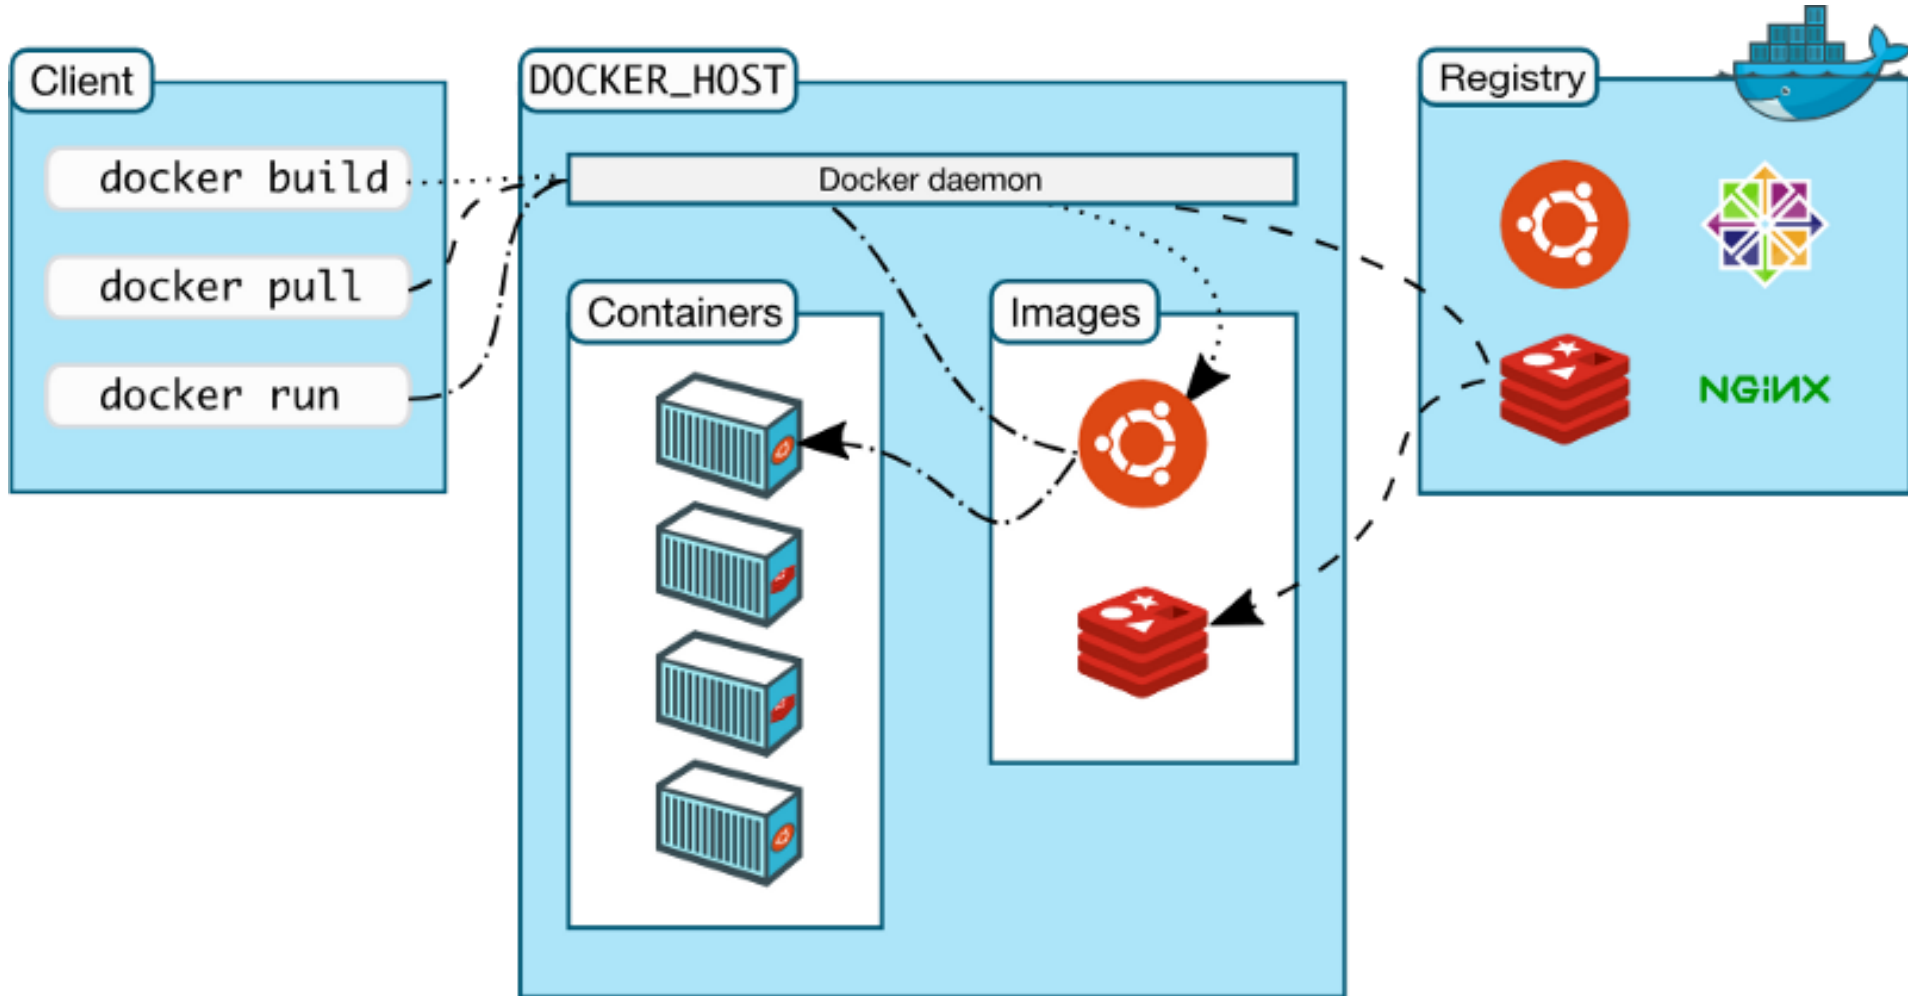 Client
docker build
docker pull
docker run
DOCKER_HOST
Docker daemon
Containers
Images
Registry
NGiNX